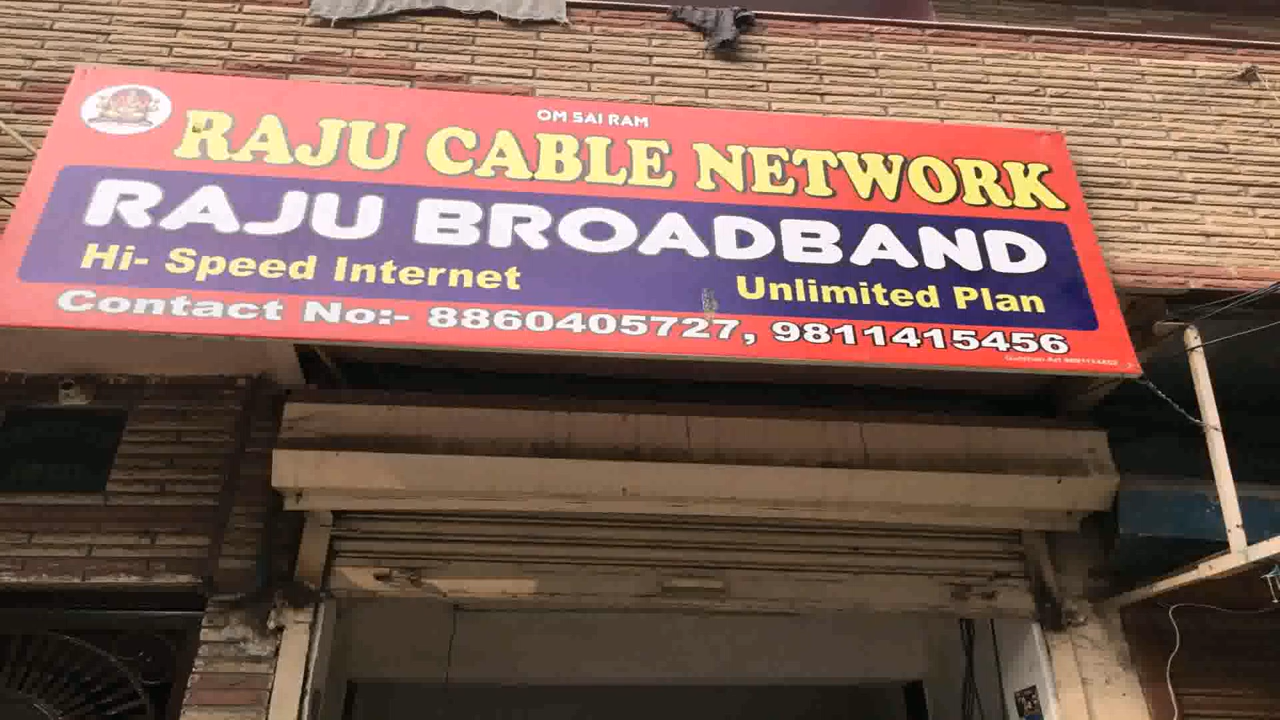 OM SAI RAM
RAJU CABLE NETWORK
RAJU BROADBAND
Hi- Speed Internet Unlimited Plan
Contact No:- 8860405727, 9811415456